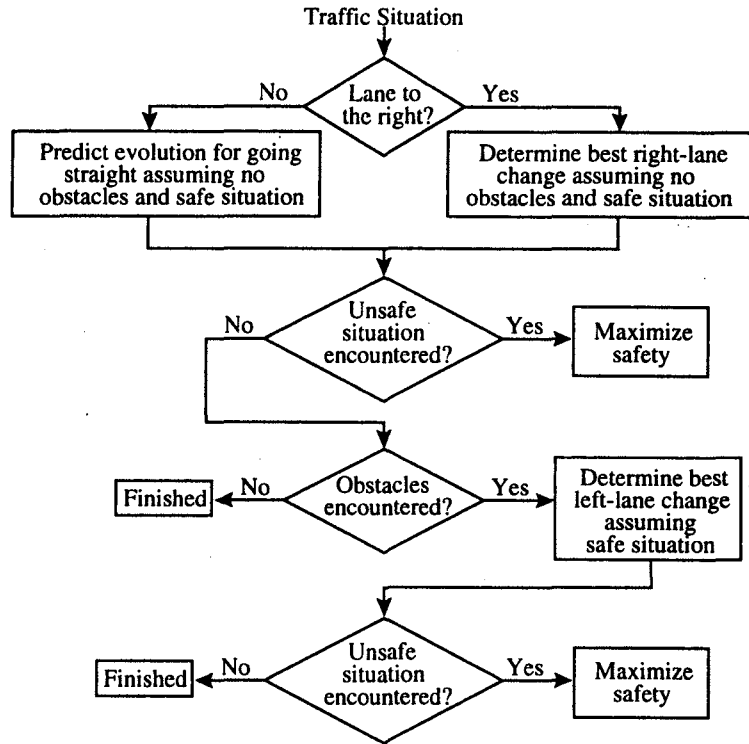 Traffic Situation
Lane to
the right?
No
Yes
Predict evolution for going
straight assuming no
obstacles and safe situation
Determine best right-lane
change assuming no
obstacles and safe situation
Unsafe
situation
encountered?
No
Yes
Maximize
safety
Obstacles
encountered?
No
Yes
Finished
Determine best
left-lane change
assuming
safe situation
Unsafe
situation
encountered?
No
Yes
Finished
Maximize
safety